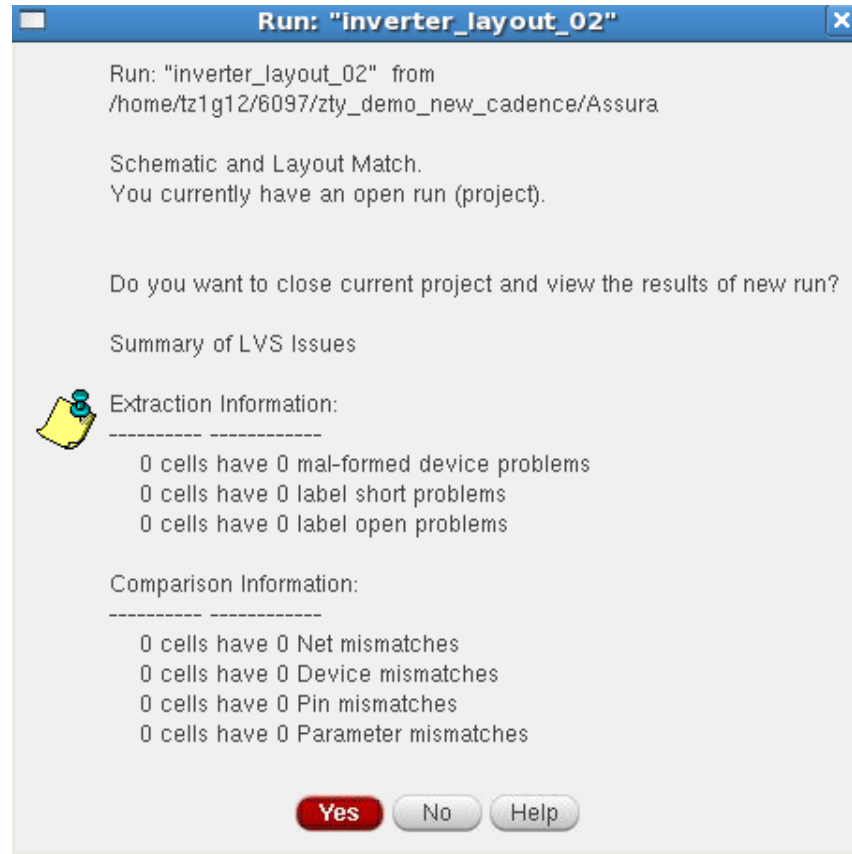 Run: "inverter_layout_02"
Run: "inverter_layout_02" from
/home/tz1g12/6097/zty_demo_new_cadence/Assura
Schematic and Layout Match.
You currently have an open run (project).
Do you want to close current project and view the results of new run?
Summary of LVS Issues
Extraction Information:
---------- ------------
0 cells have 0 mal-formed device problems
0 cells have 0 label short problems
0 cells have 0 label open problems
Comparison Information:
---------- ------------
0 cells have 0 Net mismatches
0 cells have 0 Device mismatches
0 cells have 0 Pin mismatches
0 cells have 0 Parameter mismatches
Yes No Help